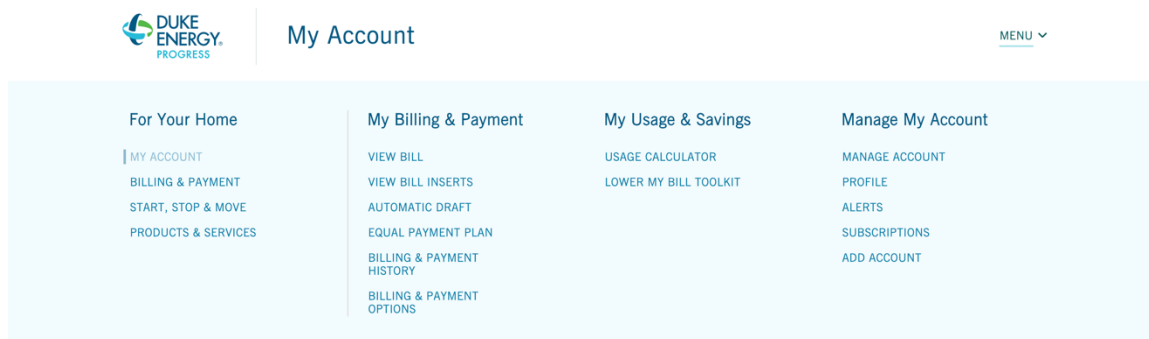 DUKE
ENERGY®
PROGRESS
My Account
MENU
For Your Home
MY ACCOUNT
BILLING & PAYMENT
START, STOP & MOVE
PRODUCTS & SERVICES
My Billing & Payment
VIEW BILL
VIEW BILL INSERTS
AUTOMATIC DRAFT
EQUAL PAYMENT PLAN
BILLING & PAYMENT
HISTORY
BILLING & PAYMENT
OPTIONS
My Usage & Savings
USAGE CALCULATOR
LOWER MY BILL TOOLKIT
Manage My Account
MANAGE ACCOUNT
PROFILE
ALERTS
SUBSCRIPTIONS
ADD ACCOUNT